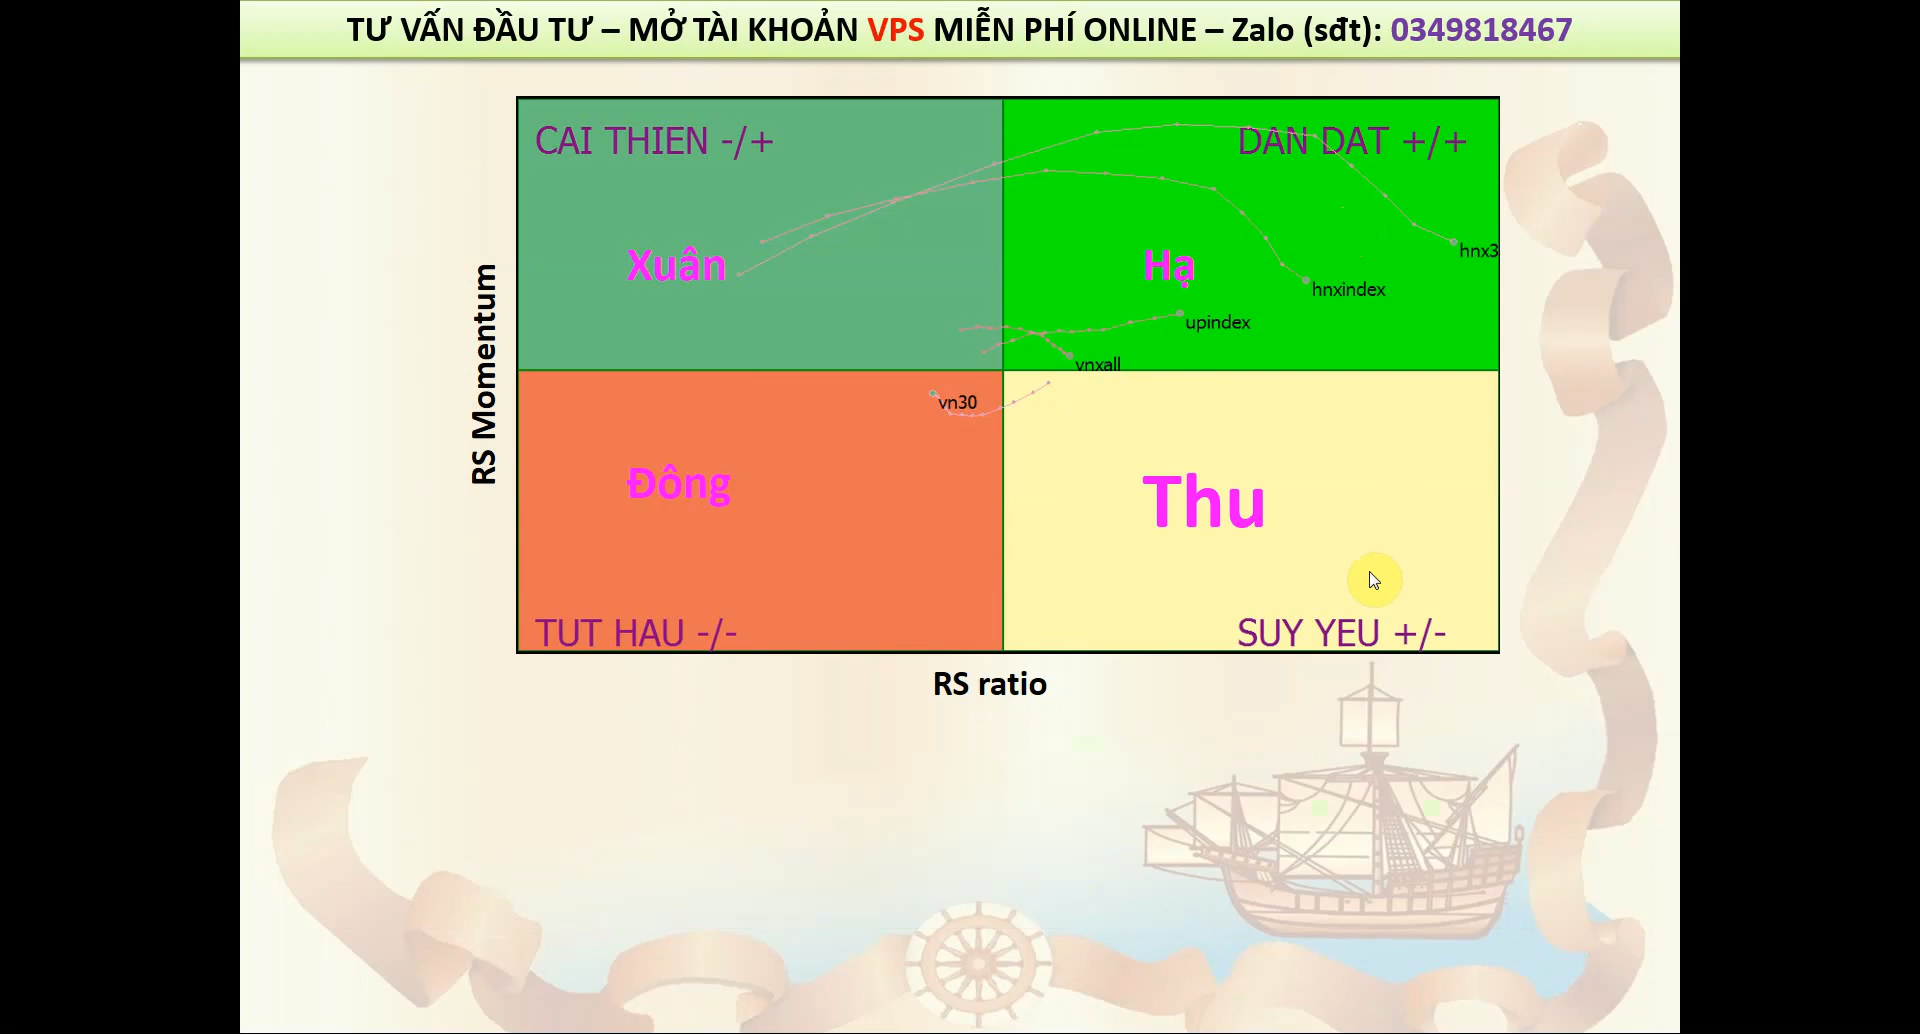 TƯ VẤN ĐẦU TƯ – MỞ TÀI KHOẢN VPS MIỄN PHÍ ONLINE – Zalo (sđt): 0349818467
CAI THIEN -/+
DAN DAT +/+
Xuân
Hạ
hnx3
hnxindex
upindex
vnxall
vn30
Đông
Thu
TUT HAU -/-
SUY YEU +/-
RS Momentum
RS ratio